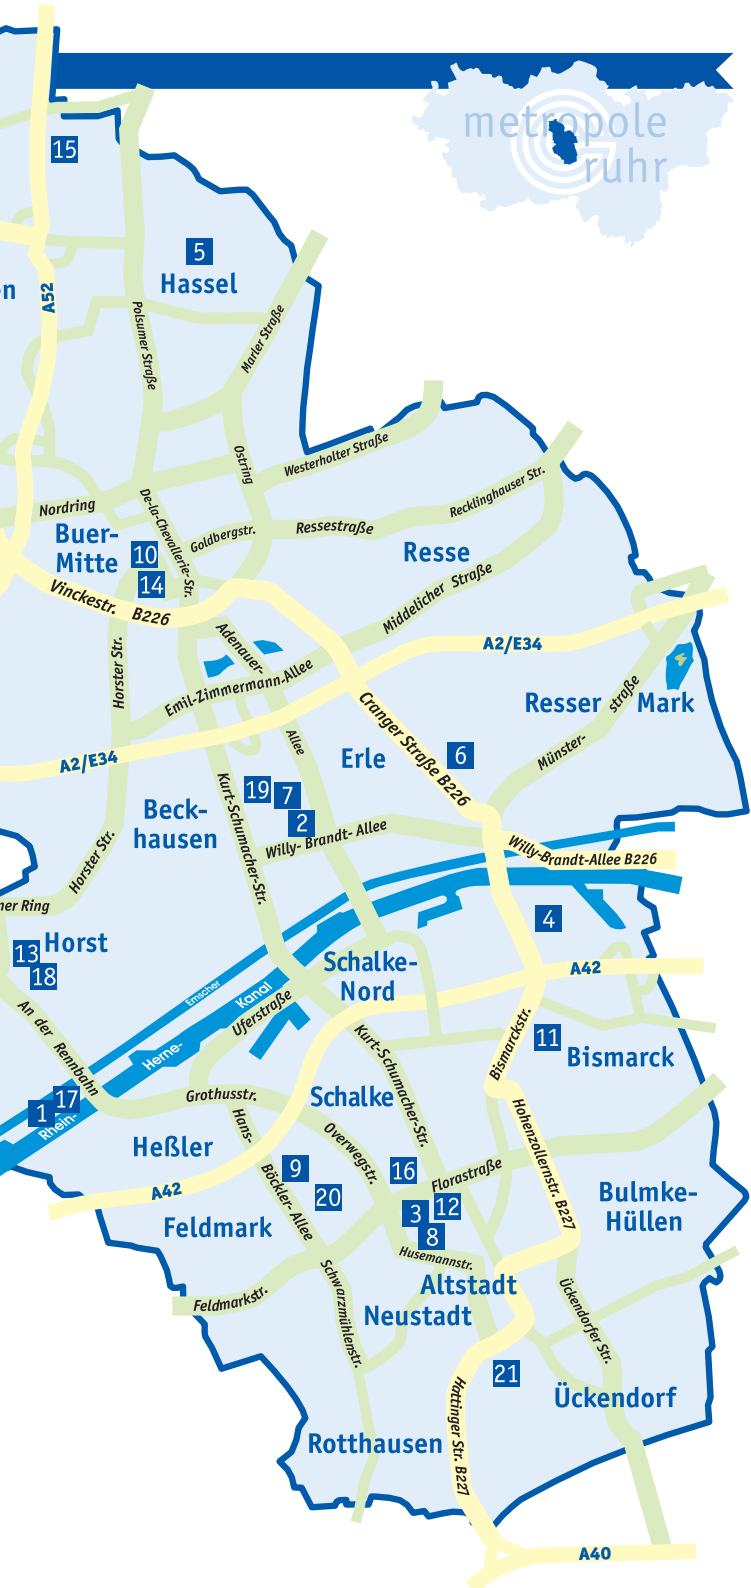 metropole
ruhr
15
5
Hassel
en
A52
Polsumer Straße
Marler Straße
Ostring
Westerholter Straße
Nordring
De-la-Chevallerie-Str.
Goldbergstr.
Ressestraße
Recklinghauser Str.
Buer-
Mitte
10
14
Resse
Vinckestr. B226
Middelicher Straße
Adenauer-
Allee
A2/E34
Horster Str.
Emil-Zimmermann-Allee
Resser Mark
Münster-
straße
Cranger Straße B226
Erle
6
A2/E34
19
7
2
Beck-
hausen
Kurt-Schumacher-Str.
Willy- Brandt- Allee
Willy-Brandt-Allee B226
Horster Str.
ner Ring
4
Horst
13
18
Schalke-
Nord
A42
Emscher
Kanal
Uferstraße
Herne-
An der Rennbahn
Kurt-Schumacher-Str.
Bismarckstr.
11
Bismarck
17
1
Rhein-
Grothusstr.
Schalke
Hans-
Böckler- Allee
Overwegstr.
Hohenzollernstr. B227
Heßler
9
16
Florastraße
A42
20
3
12
8
Bulmke-
Hüllen
Feldmark
Husemannstr.
Altstadt
Neustadt
Feldmarkstr.
Schwarzmühlenstr.
Ückendorfer Str.
21
Ückendorf
Hattinger Str. B227
Rotthausen
A40